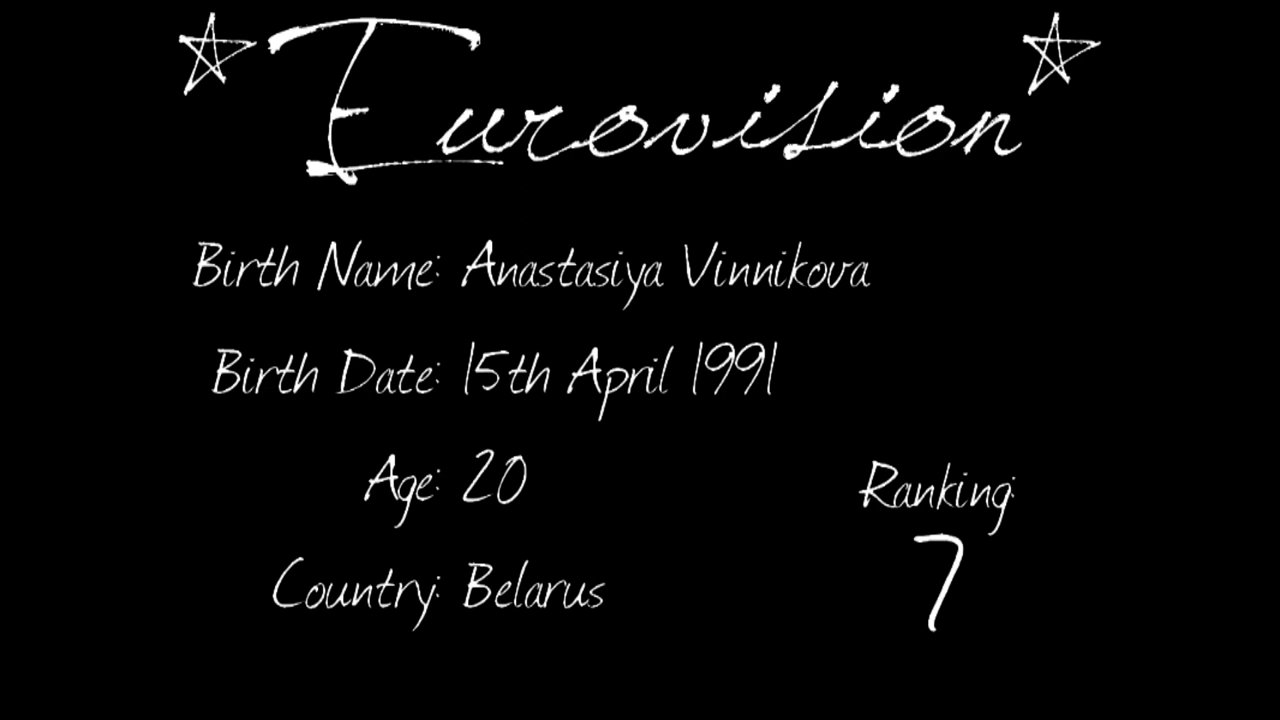 Eurovision
Birth Name: Anastasiya Vinnikova
Birth Date: 15th April 1991
Age: 20
Ranking:
7
Country: Belarus